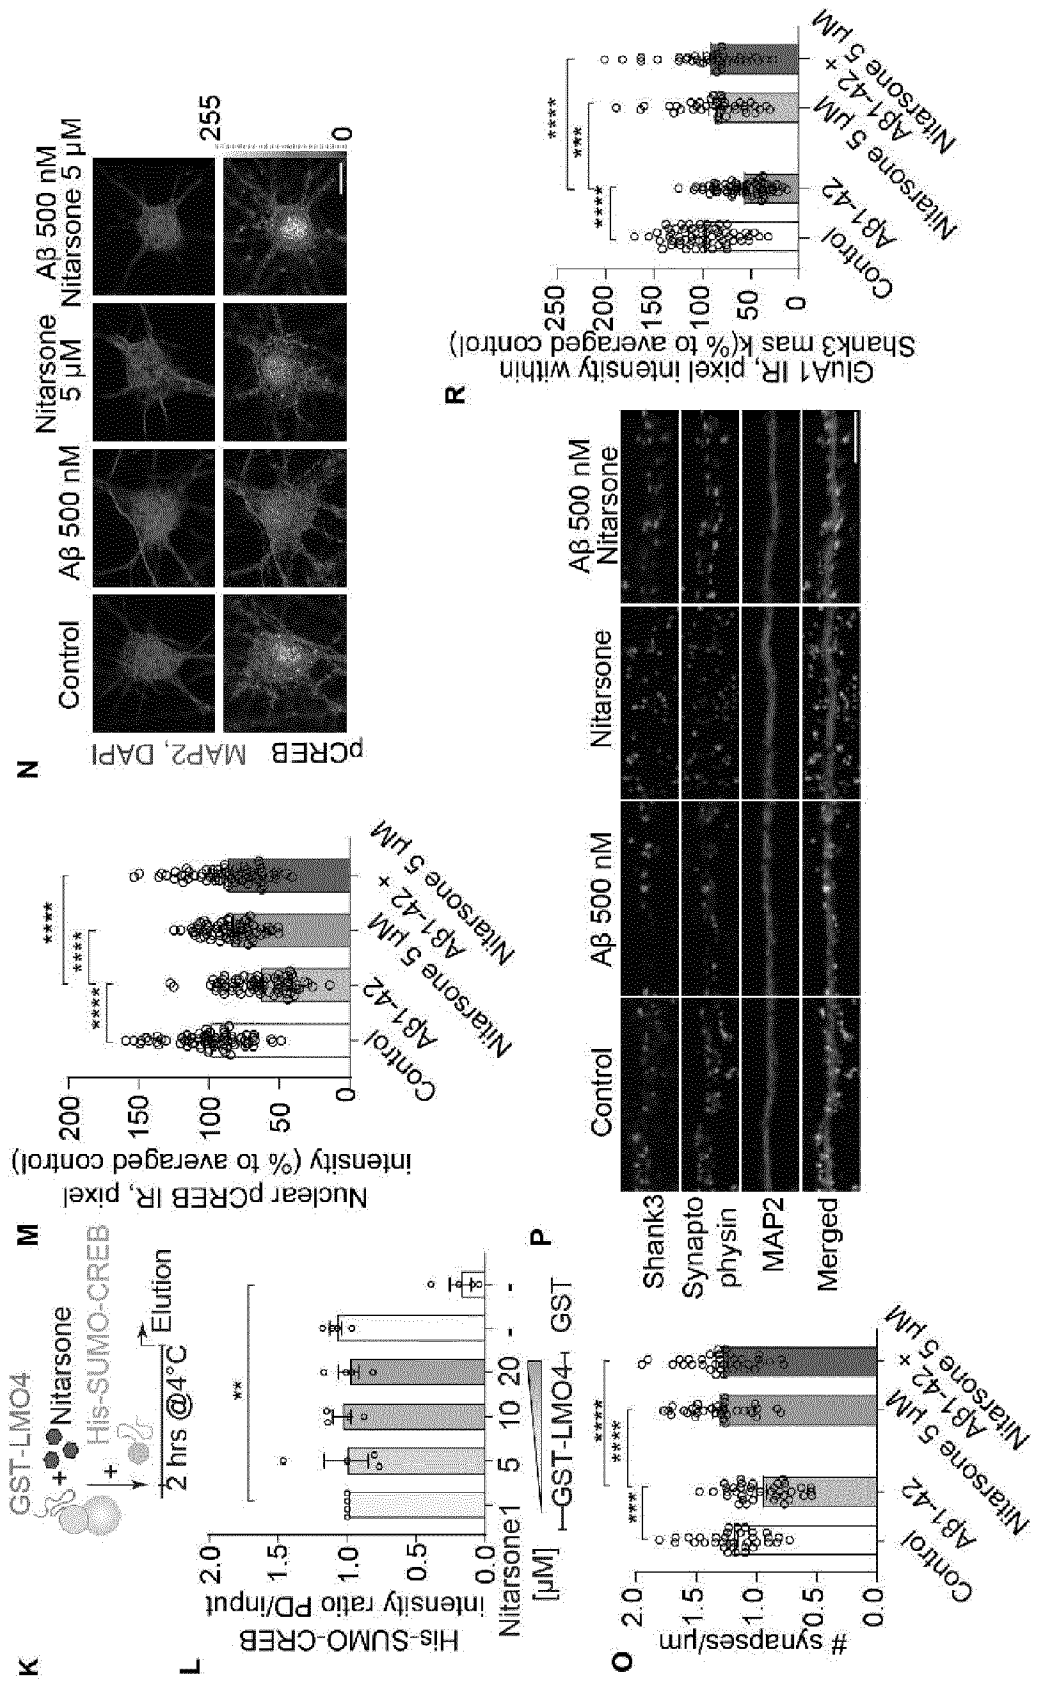 K
GST-LMO4
+
Nitarsone
His-SUMO-CREB
+
2 hrs @4°C
Elution
L
His-SUMO-CREB
intensity ratio PD/input
2.0
1.5
1.0
0.5
0.0
**
Nitarsone
[µM]
1
5
10
20
-
-
GST-LMO4
GST
M
Nuclear pCREB IR, pixel
intensity (% to averaged control)
200
150
100
50
0
****
****
****
Control
Aβ1-42
Nitarsone 5 µM
Aβ1-42 +
Nitarsone 5 µM
N
Control
Aβ 500 nM
Nitarsone
5 µM
Aβ 500 nM
Nitarsone 5 µM
MAP2, DAPI
pCREB
255
0
O
# synapses/µm
2.0
1.5
1.0
0.5
0.0
***
****
****
Control
Aβ1-42
Nitarsone 5 µM
Aβ1-42 +
Nitarsone 5 µM
P
Control
Aβ 500 nM
Nitarsone
Aβ 500 nM
Nitarsone
Shank3
Synapto
physin
MAP2
Merged
R
GluA1 IR, pixel intensity within
Shank3 mas k(% to averaged control)
250
200
150
100
50
0
****
***
****
Control
Aβ1-42
Nitarsone 5 µM
Aβ1-42 +
Nitarsone 5 µM